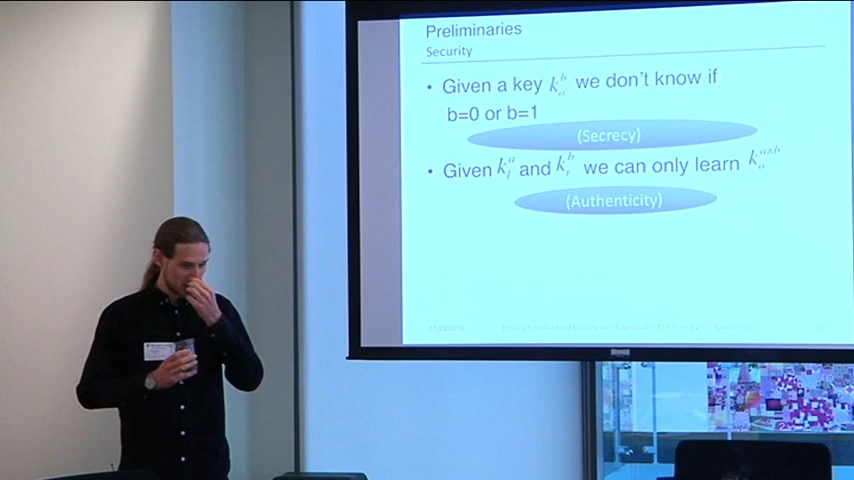 Preliminaries
Security
• Given a key k_o^b we don't know if
b=0 or b=1
(Secrecy)
• Given k_l^a and k_r^b we can only learn k_o^{a∧b}
(Authenticity)